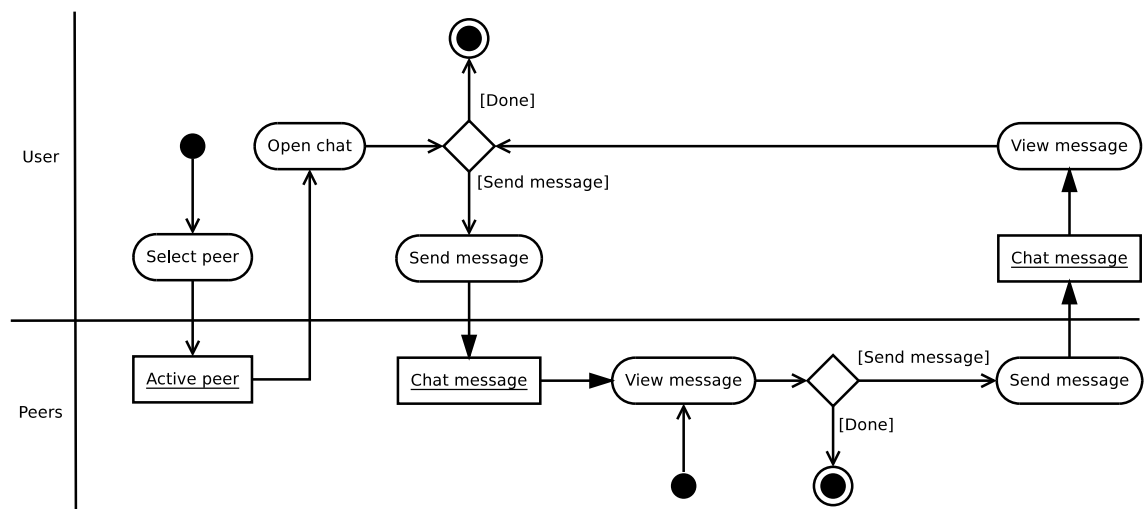 [Done]
User
Open chat
View message
[Send message]
Select peer
Send message
Chat message
Active peer
Chat message
View message
[Send message]
Send message
Peers
[Done]